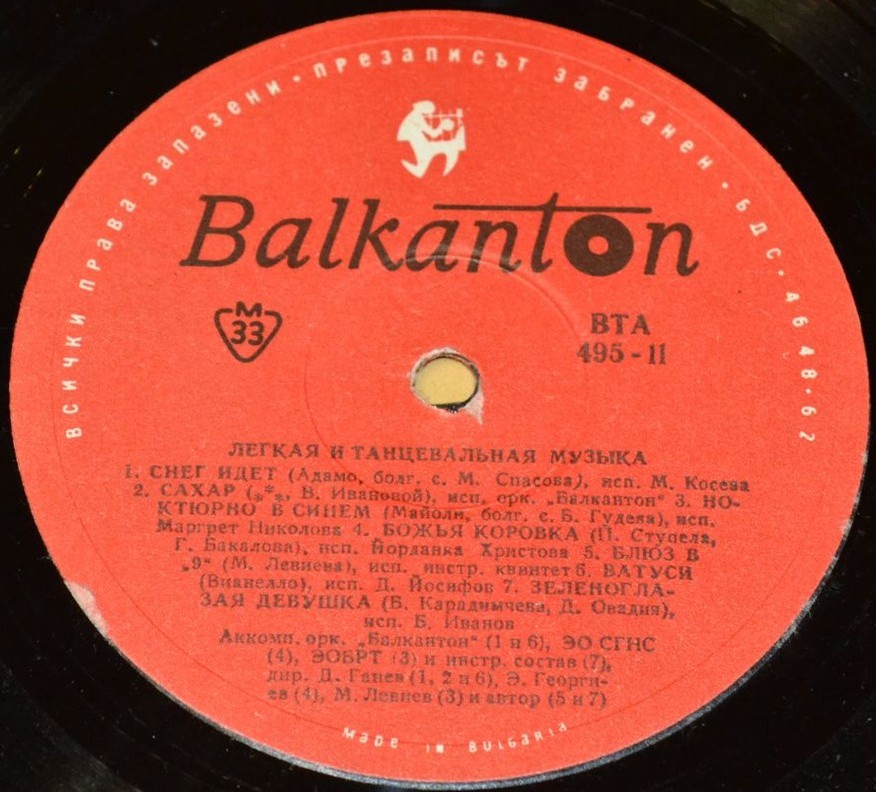 ВСИЧКИ ПРАВА ЗАПАЗЕНИ · ПРЕЗАПИСЪТ ЗАБРАНЕН · БДС · 4648·62
Balkanton
М
33
ВТА
495-11
ЛЕГКАЯ И ТАНЦЕВАЛЬНАЯ МУЗЫКА
1. СНЕГ ИДЕТ (Адамо, болг. с. М. Спасова), исп. М. Косева
2. САХАР (***, В. Ивановой), исп. орк. „Балкантон“ 3. НО-
КТЮРНО В СИНЕМ (Майоли, болг. с. Б. Гудева), исп.
Маргрет Николова 4. БОЖЬЯ КОРОВКА (П. Ступела,
Г. Бакалова), исп. Йорданка Христова 5. БЛЮЗ В
„9“ (М. Левиева), исп. инстр. квинтет 6. ВАТУСИ
(Вианелло), исп. Д. Йосифов 7. ЗЕЛЕНОГЛА-
ЗАЯ ДЕВУШКА (Б. Карадимчева, Д. Овадия),
исп. Б. Иванов
Аккомп. орк. „Балкантон“ (1 и 6), ЭО СГНС
(4), ЭОБРТ (3) и инстр. состав (7),
дир. Д. Ганев (1, 2 и 6), Э. Георги-
ев (4), М. Левиев (3) и автор (5 и 7)
MADE IN BULGARIA